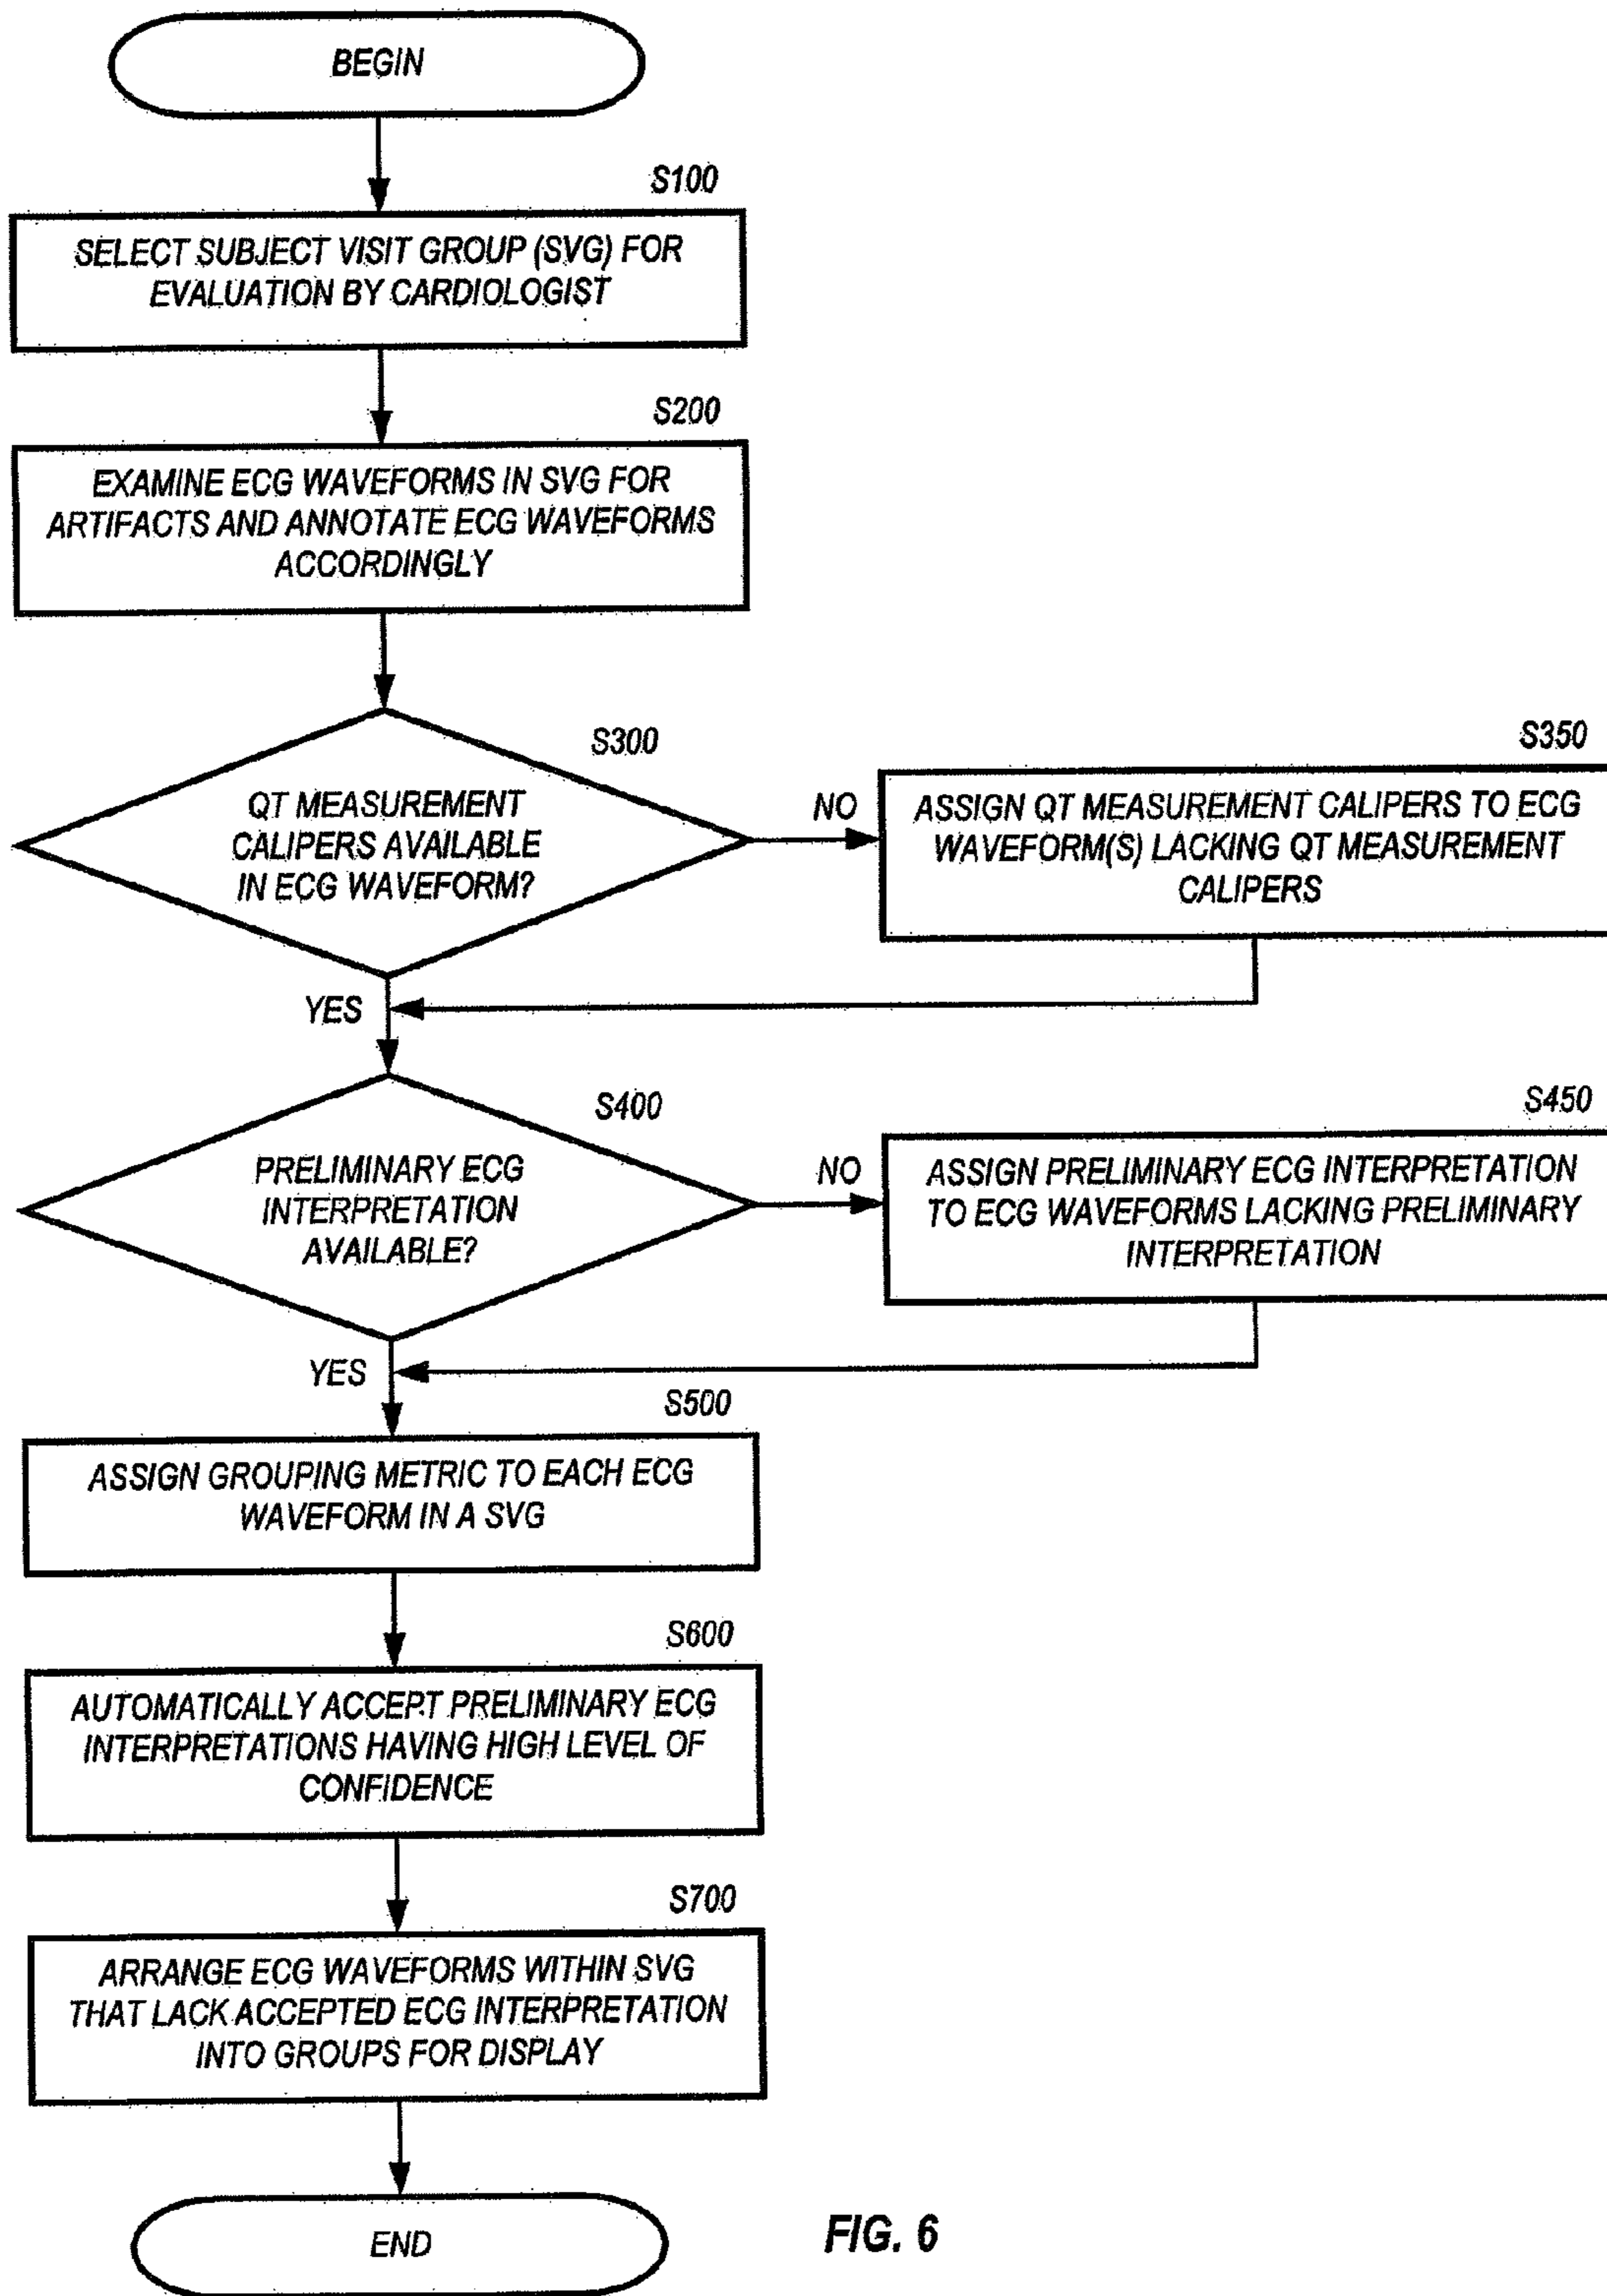 BEGIN
S100
SELECT SUBJECT VISIT GROUP (SVG) FOR
EVALUATION BY CARDIOLOGIST
S200
EXAMINE ECG WAVEFORMS IN SVG FOR
ARTIFACTS AND ANNOTATE ECG WAVEFORMS
ACCORDINGLY
S300
QT MEASUREMENT
CALIPERS AVAILABLE
IN ECG WAVEFORM?
NO
S350
ASSIGN QT MEASUREMENT CALIPERS TO ECG
WAVEFORM(S) LACKING QT MEASUREMENT
CALIPERS
YES
S400
PRELIMINARY ECG
INTERPRETATION
AVAILABLE?
NO
S450
ASSIGN PRELIMINARY ECG INTERPRETATION
TO ECG WAVEFORMS LACKING PRELIMINARY
INTERPRETATION
YES
S500
ASSIGN GROUPING METRIC TO EACH ECG
WAVEFORM IN A SVG
S600
AUTOMATICALLY ACCEPT PRELIMINARY ECG
INTERPRETATIONS HAVING HIGH LEVEL OF
CONFIDENCE
S700
ARRANGE ECG WAVEFORMS WITHIN SVG
THAT LACK ACCEPTED ECG INTERPRETATION
INTO GROUPS FOR DISPLAY
END
FIG. 6